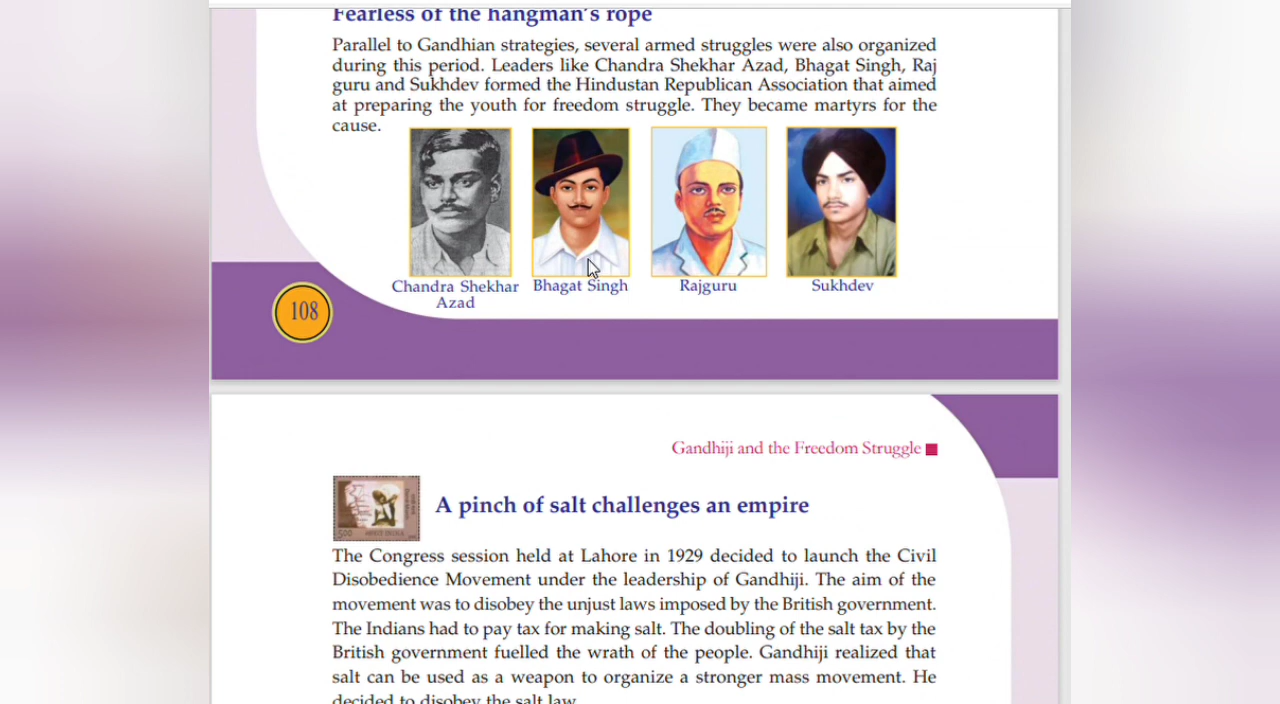 Fearless of the hangman's rope
Parallel to Gandhian strategies, several armed struggles were also organized
during this period. Leaders like Chandra Shekhar Azad, Bhagat Singh, Raj
guru and Sukhdev formed the Hindustan Republican Association that aimed
at preparing the youth for freedom struggle. They became martyrs for the
cause.
Chandra Shekhar
Azad
Bhagat Singh
Rajguru
Sukhdev
108
Gandhiji and the Freedom Struggle
A pinch of salt challenges an empire
The Congress session held at Lahore in 1929 decided to launch the Civil
Disobedience Movement under the leadership of Gandhiji. The aim of the
movement was to disobey the unjust laws imposed by the British government.
The Indians had to pay tax for making salt. The doubling of the salt tax by the
British government fuelled the wrath of the people. Gandhiji realized that
salt can be used as a weapon to organize a stronger mass movement. He
decided to disobey the salt law.